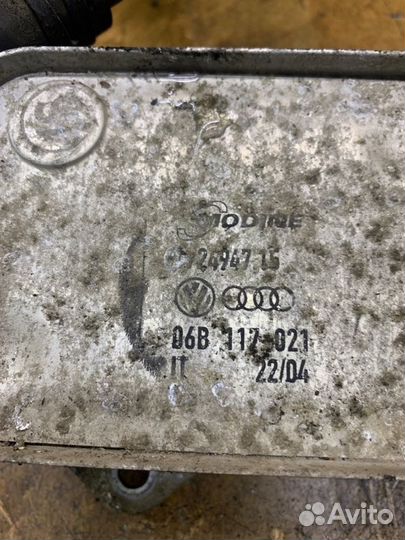 MODINE
24947 15
06B 117 021
IT 22/04
Avito